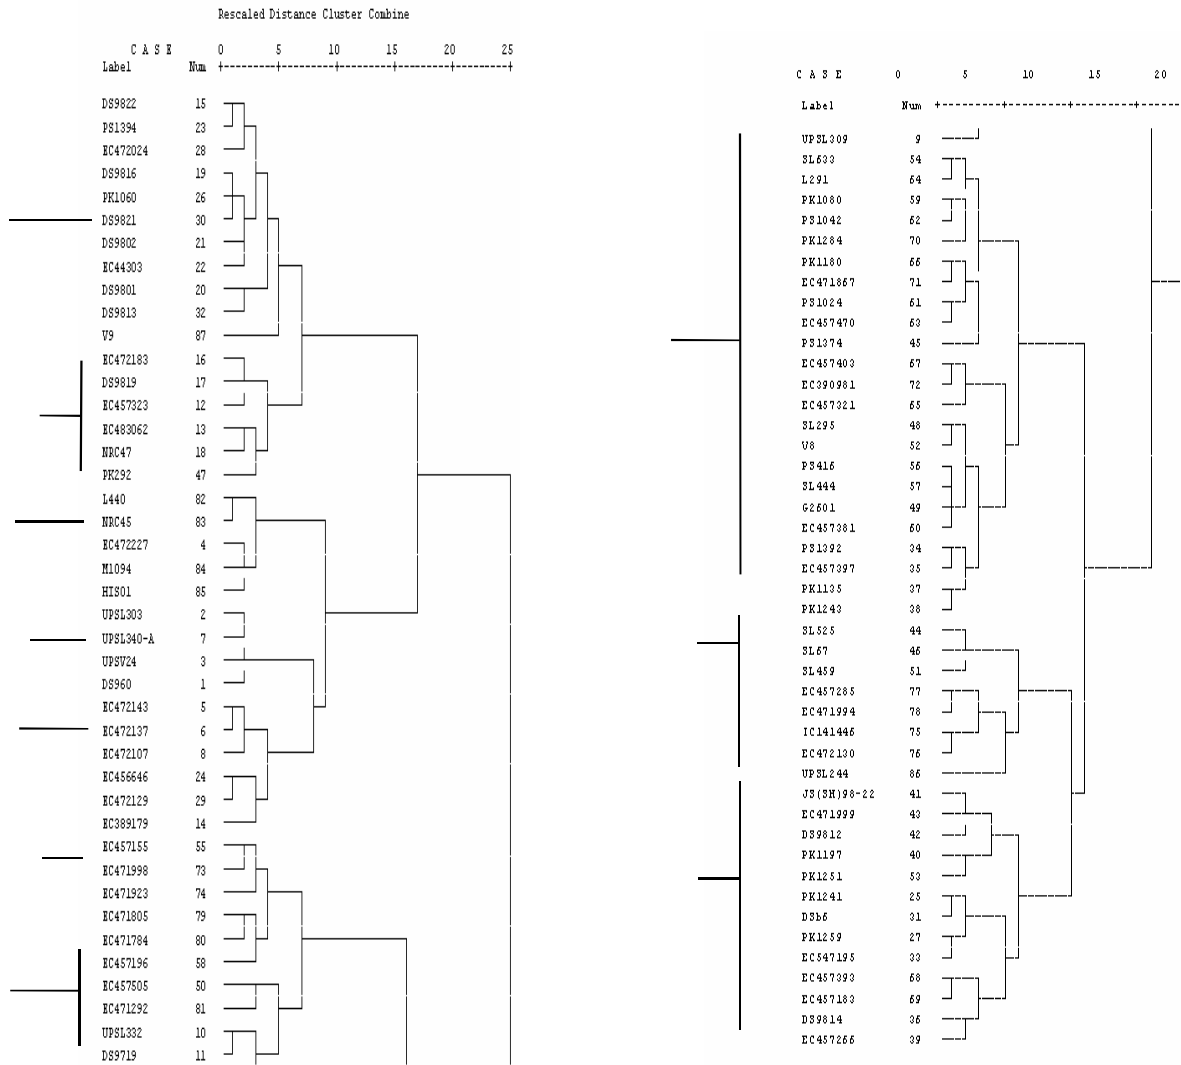 Rescaled Distance Cluster Combine
C A S E 0 5 10 15 20 25
Label Num
DS9822 15
PS1394 23
EC472024 28
DS9816 19
PK1060 26
DS9821 30
DS9802 21
EC44303 22
DS9801 20
DS9813 32
V9 87
EC472183 16
DS9819 17
EC457323 12
EC483062 13
NRC47 18
PK292 47
L440 82
NRC45 83
EC472227 4
M1094 84
HIS01 85
UPSL303 2
UPSL340-A 7
UPSV24 3
DS960 1
EC472143 5
EC472137 6
EC472107 8
EC456646 24
EC472129 29
EC389179 14
EC457155 55
EC471998 73
EC471923 74
EC471805 79
EC471784 80
EC457196 58
EC457505 50
EC471292 81
UPSL332 10
DS9719 11
C A S E 0 5 10 15 20
Label Num
UPSL309 9
SL633 54
L291 64
PK1080 59
PS1042 62
PK1284 70
PK1180 66
EC471867 71
PS1024 61
EC457470 63
PS1374 45
EC457403 67
EC390981 72
EC457321 65
SL295 48
V8 52
PS416 56
SL444 57
G2601 49
EC457381 60
PS1392 34
EC457397 35
PK1135 37
PK1243 38
SL525 44
SL67 46
SL459 51
EC457285 77
EC471994 78
IC141446 75
EC472130 76
UPSL244 86
JS(SH)98-22 41
EC471999 43
DS9812 42
PK1197 40
PK1251 53
PK1241 25
DSb6 31
PK1259 27
EC547195 33
EC457393 68
EC457183 69
DS9814 36
EC457266 39